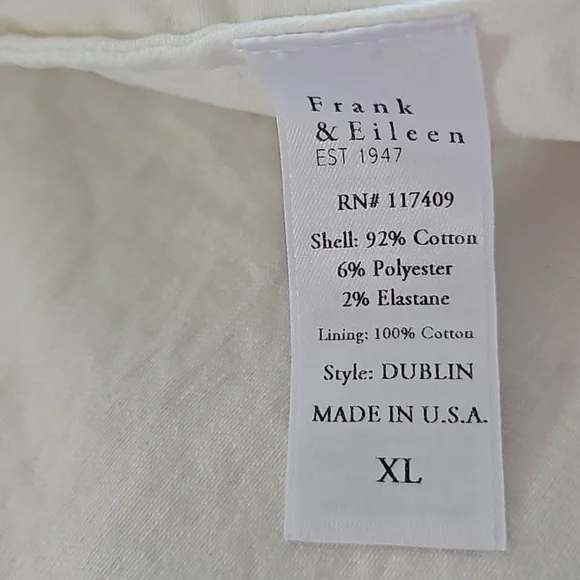 Frank
& Eileen
EST 1947
RN# 117409
Shell: 92% Cotton
6% Polyester
2% Elastane
Lining: 100% Cotton
Style: DUBLIN
MADE IN U.S.A.
XL